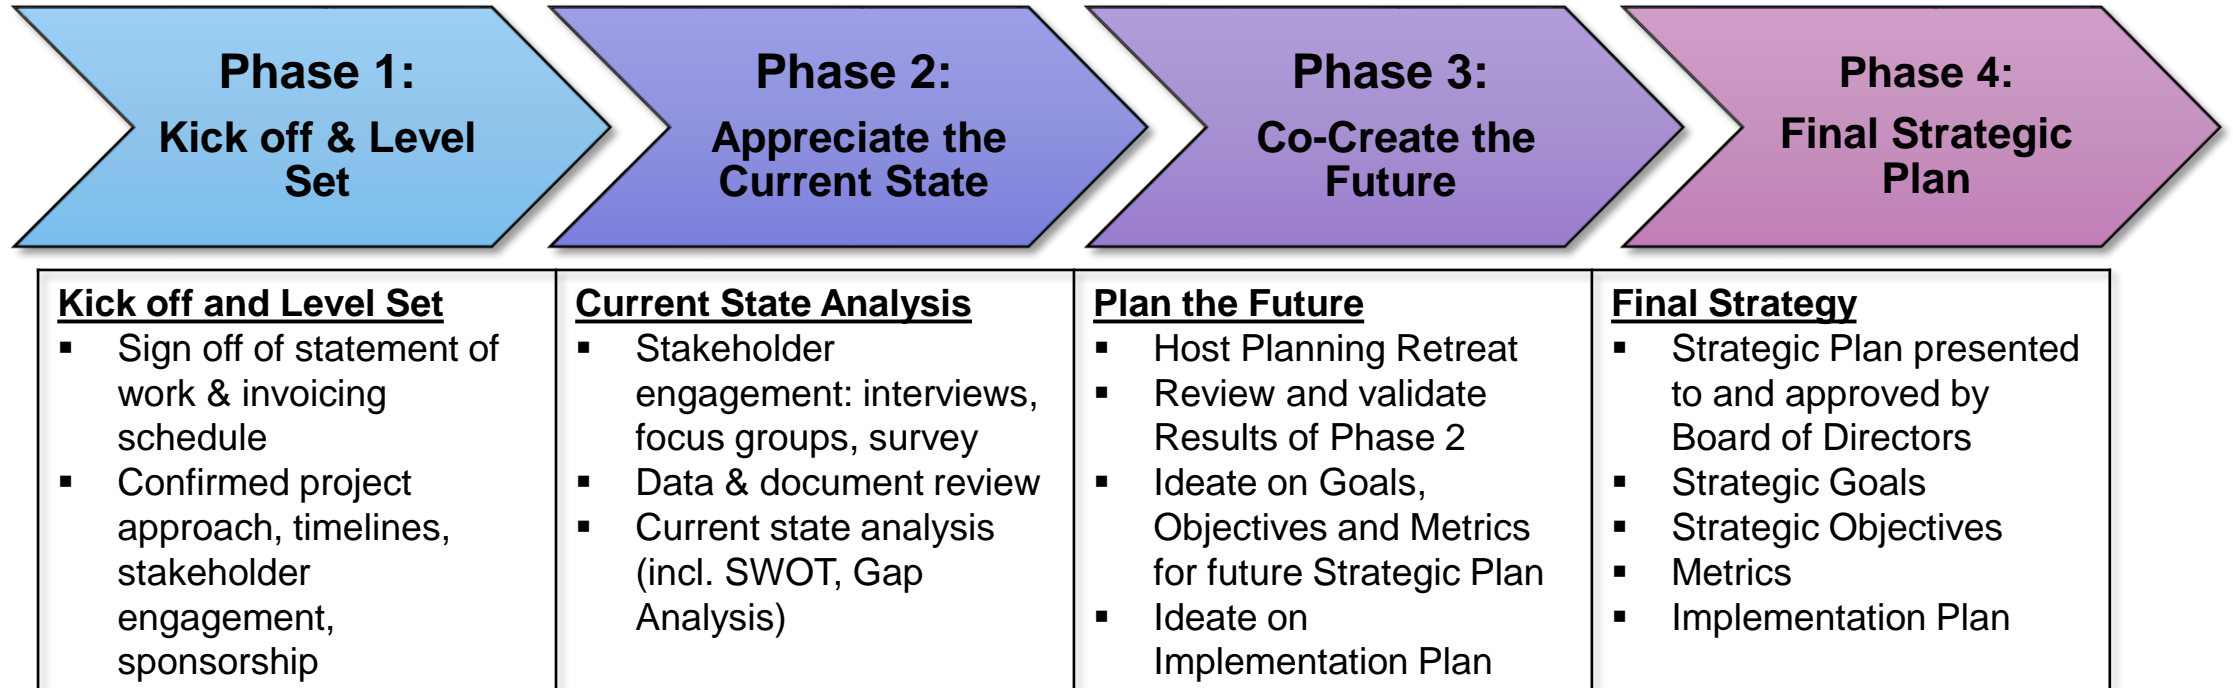 Phase 1:
Kick off & Level
Set
Phase 2:
Appreciate the
Current State
Phase 3:
Co-Create the
Future
Phase 4:
Final Strategic
Plan
Kick off and Level Set
▪ Sign off of statement of
work & invoicing
schedule
▪ Confirmed project
approach, timelines,
stakeholder
engagement,
sponsorship
Current State Analysis
▪ Stakeholder
engagement: interviews,
focus groups, survey
▪ Data & document review
▪ Current state analysis
(incl. SWOT, Gap
Analysis)
Plan the Future
▪ Host Planning Retreat
▪ Review and validate
Results of Phase 2
▪ Ideate on Goals,
Objectives and Metrics
for future Strategic Plan
▪ Ideate on
Implementation Plan
Final Strategy
▪ Strategic Plan presented
to and approved by
Board of Directors
▪ Strategic Goals
▪ Strategic Objectives
▪ Metrics
▪ Implementation Plan